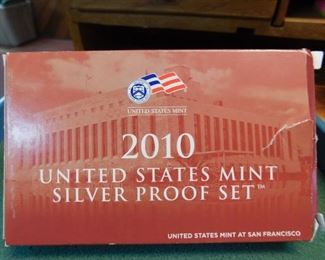 UNITED STATES MINT
2010
UNITED STATES MINT
SILVER PROOF SET™
UNITED STATES MINT AT SAN FRANCISCO